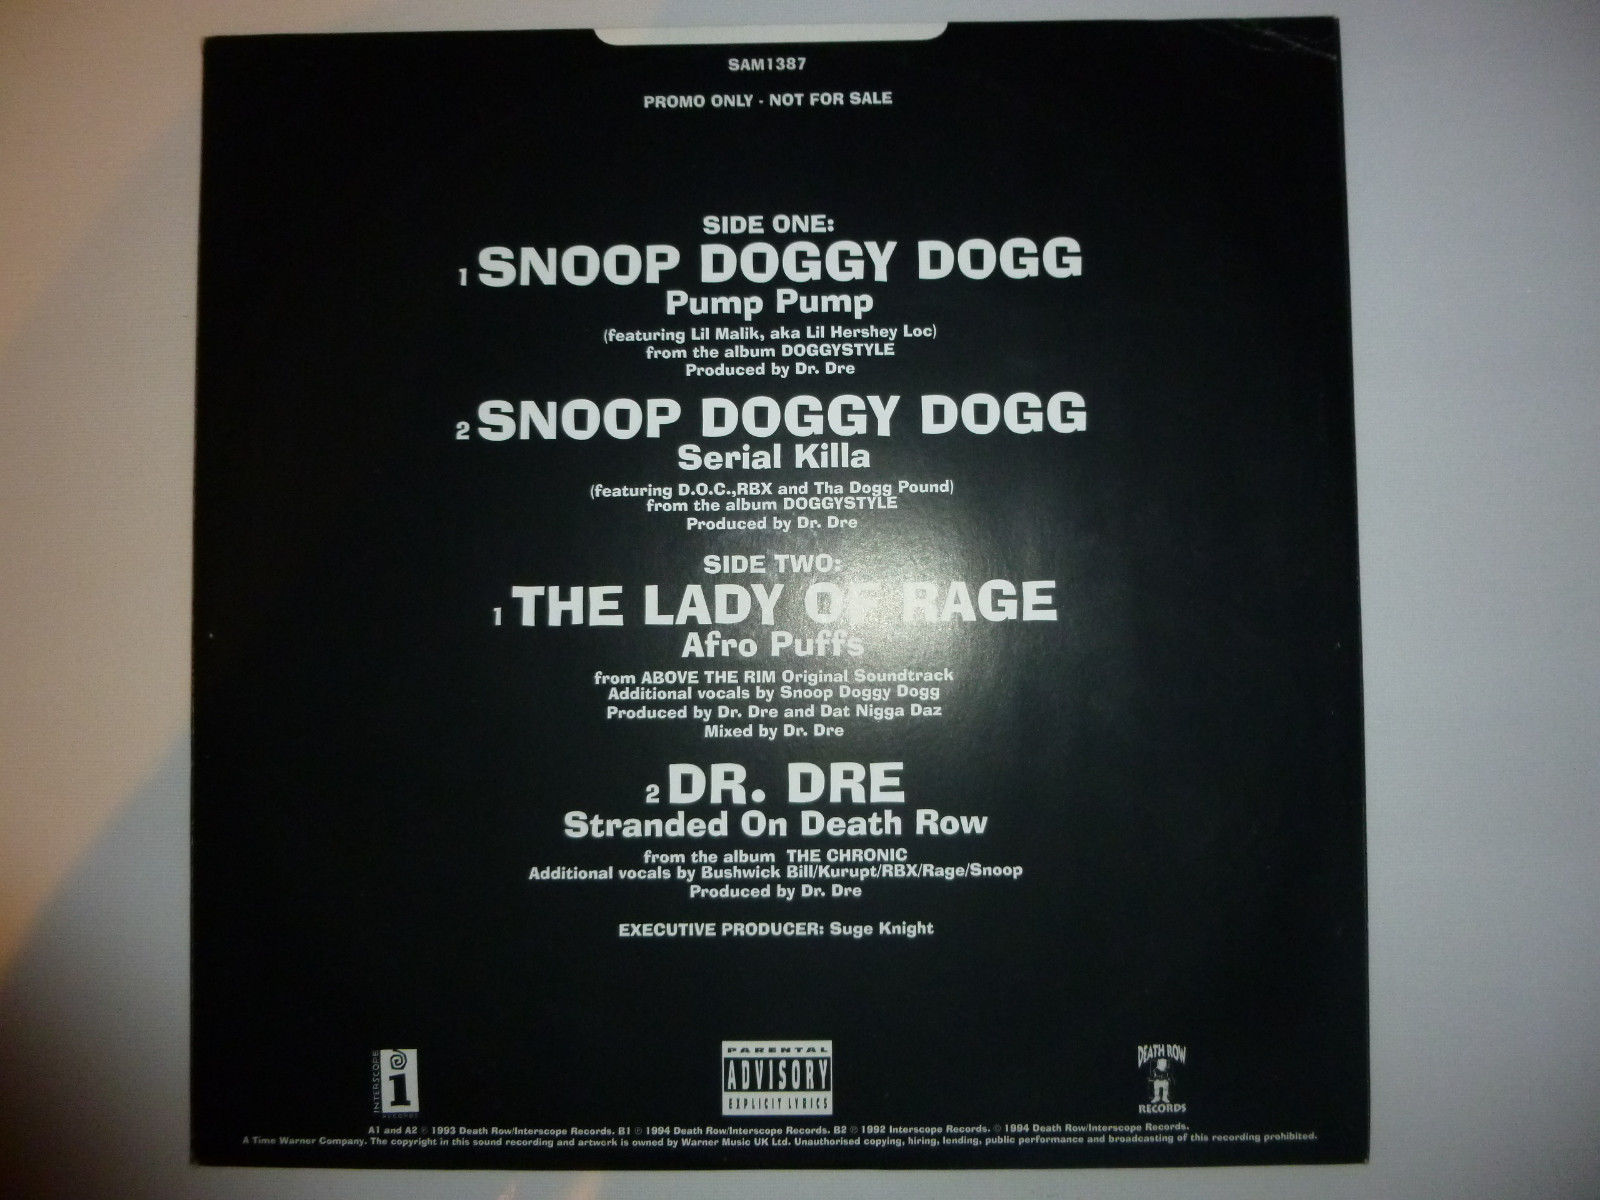 SAM1387
PROMO ONLY - NOT FOR SALE
SIDE ONE:
1 SNOOP DOGGY DOGG
Pump Pump
(featuring Lil Malik, aka Lil Hershey Loc)
from the album DOGGYSTYLE
Produced by Dr. Dre
2 SNOOP DOGGY DOGG
Serial Killa
(featuring D.O.C.,RBX and Tha Dogg Pound)
from the album DOGGYSTYLE
Produced by Dr. Dre
SIDE TWO:
1 THE LADY OF RAGE
Afro Puffs
from ABOVE THE RIM Original Soundtrack
Additional vocals by Snoop Doggy Dogg
Produced by Dr. Dre and Dat Nigga Daz
Mixed by Dr. Dre
2 DR. DRE
Stranded On Death Row
from the album THE CHRONIC
Additional vocals by Bushwick Bill/Kurupt/RBX/Rage/Snoop
Produced by Dr. Dre
EXECUTIVE PRODUCER: Suge Knight
INTERSCOPE
i
RECORDS
PARENTAL
ADVISORY
EXPLICIT LYRICS
DEATH ROW
RECORDS
A1 and A2 ℗ 1993 Death Row/Interscope Records. B1 ℗ 1994 Death Row/Interscope Records. B2 ℗ 1992 Interscope Records. © 1994 Death Row/Interscope Records.
A Time Warner Company. The copyright in this sound recording and artwork is owned by Warner Music UK Ltd. Unauthorised copying, hiring, lending, public performance and broadcasting of this recording prohibited.